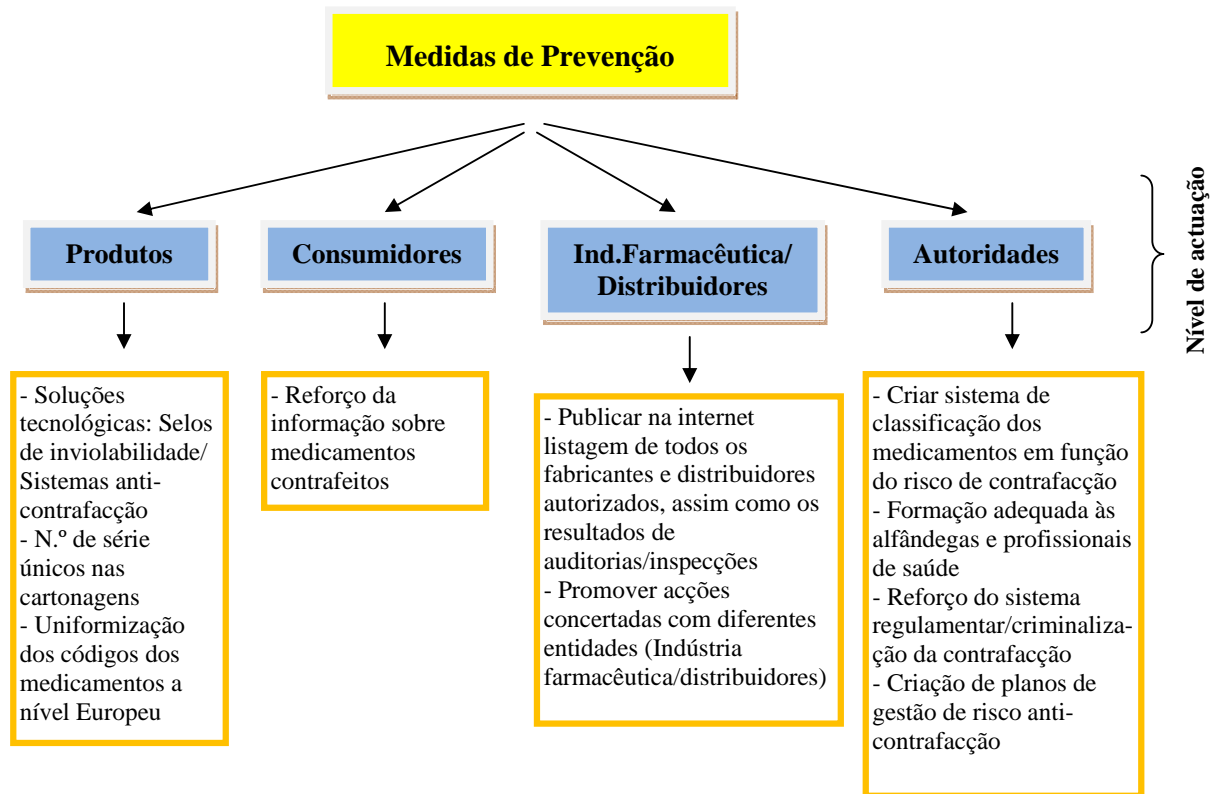 Medidas de Prevenção
Nível de actuação
Produtos
Consumidores
Ind.Farmacêutica/
Distribuidores
Autoridades
- Soluções
tecnológicas: Selos
de inviolabilidade/
Sistemas anti-
contrafacção
- N.º de série
únicos nas
cartonagens
- Uniformização
dos códigos dos
medicamentos a
nível Europeu
- Reforço da
informação sobre
medicamentos
contrafeitos
- Publicar na internet
listagem de todos os
fabricantes e distribuidores
autorizados, assim como os
resultados de
auditorias/inspecções
- Promover acções
concertadas com diferentes
entidades (Indústria
farmacêutica/distribuidores)
- Criar sistema de
classificação dos
medicamentos em função
do risco de contrafacção
- Formação adequada às
alfândegas e profissionais
de saúde
- Reforço do sistema
regulamentar/criminaliza-
ção da contrafacção
- Criação de planos de
gestão de risco anti-
contrafacção